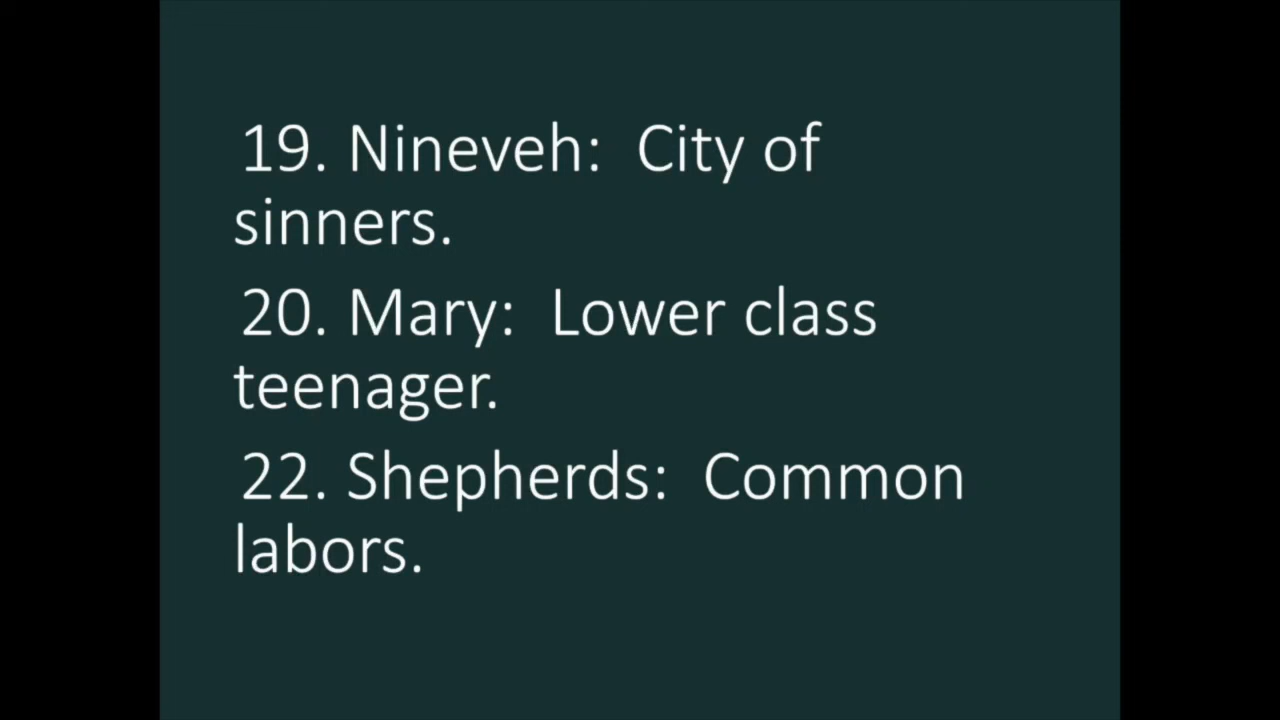 19. Nineveh:  City of
sinners.
20. Mary:  Lower class
teenager.
22. Shepherds:  Common
labors.